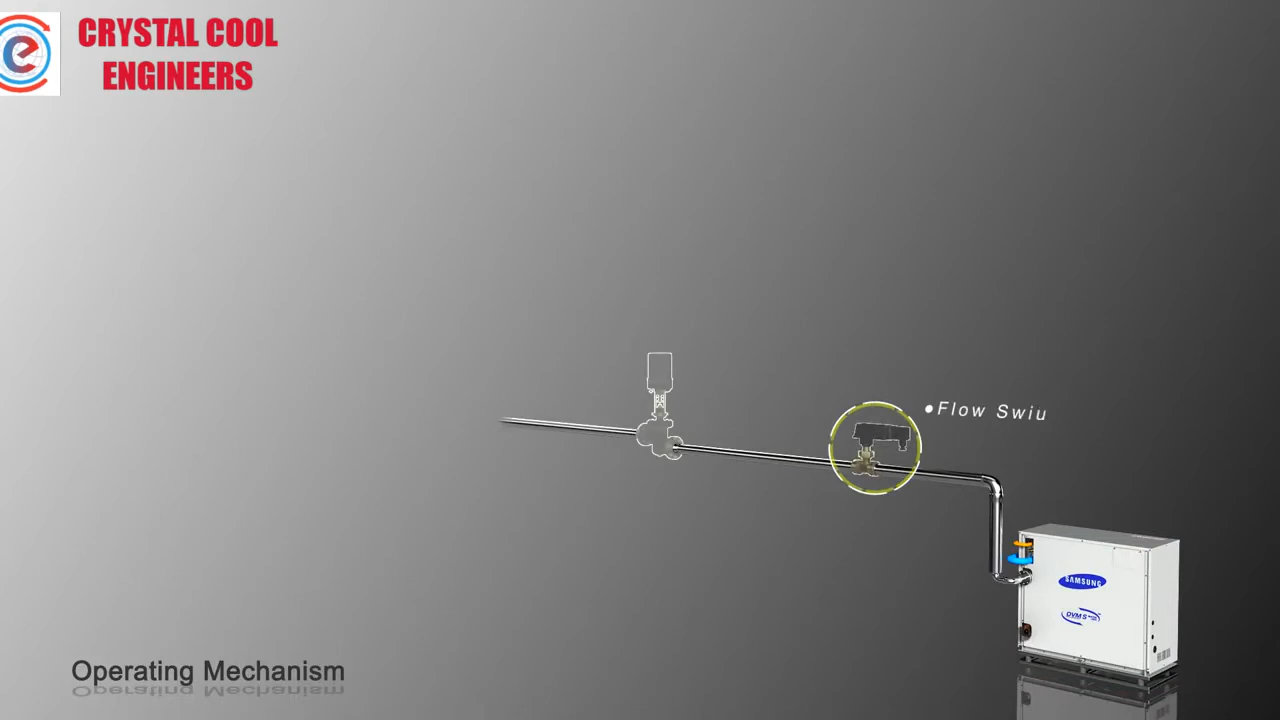 e
CRYSTAL COOL
ENGINEERS
•Flow Swiu
SAMSUNG
DVM S
Operating Mechanism